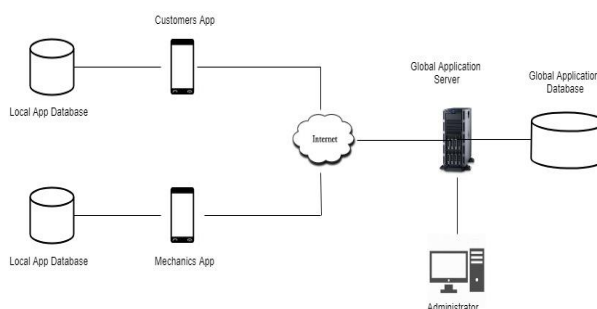 Customers App
Local App Database
Internet
Global Application
Server
Global Application
Database
Local App Database
Mechanics App
Administrator